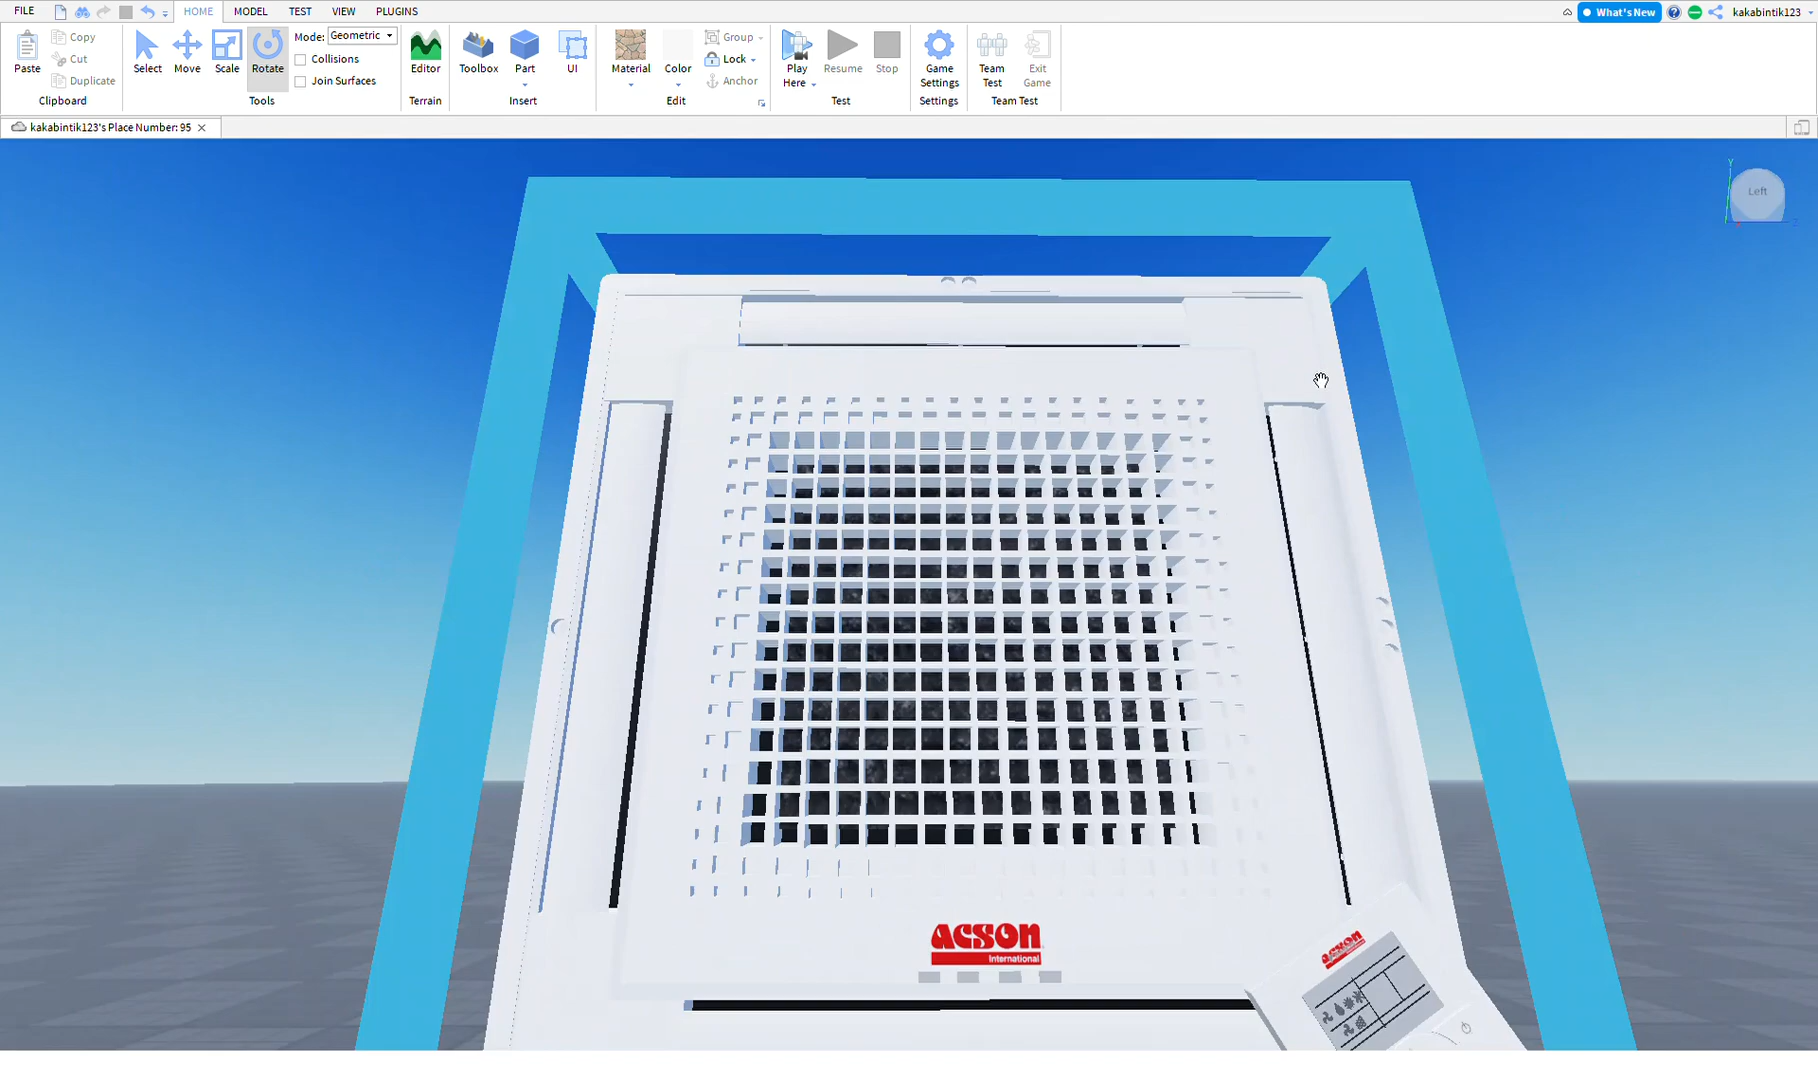 FILE HOME MODEL TEST VIEW PLUGINS
What's New kakabintik123
Paste
Copy
Cut
Duplicate
Clipboard
Select Move Scale Rotate
Mode: Geometric
Collisions
Join Surfaces
Tools
Editor
Terrain
Toolbox Part UI
Insert
Material Color
Group
Lock
Anchor
Edit
Play Here
Resume Stop
Test
Game Settings
Settings
Team Test
Exit Game
Team Test
kakabintik123's Place Number: 95
Y
Left
acson
International
acson